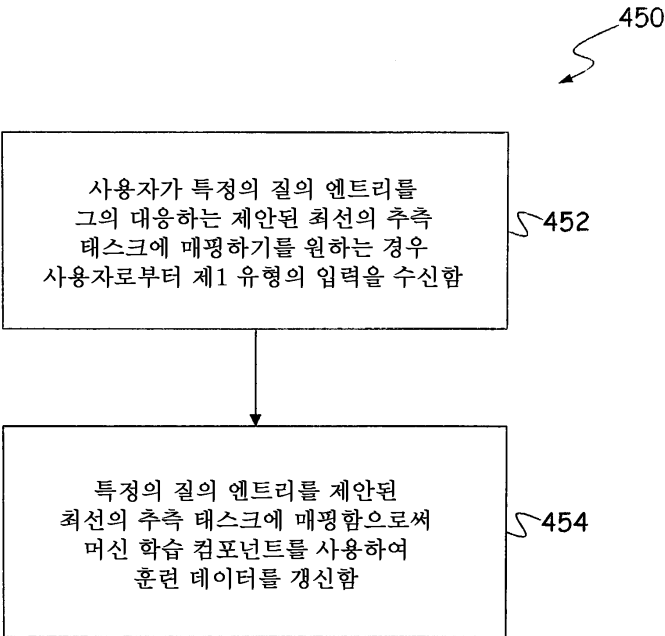 450
사용자가 특정의 질의 엔트리를
그의 대응하는 제안된 최선의 추측
태스크에 매핑하기를 원하는 경우
사용자로부터 제1 유형의 입력을 수신함
452
특정의 질의 엔트리를 제안된
최선의 추측 태스크에 매핑함으로써
머신 학습 컴포넌트를 사용하여
훈련 데이터를 갱신함
454